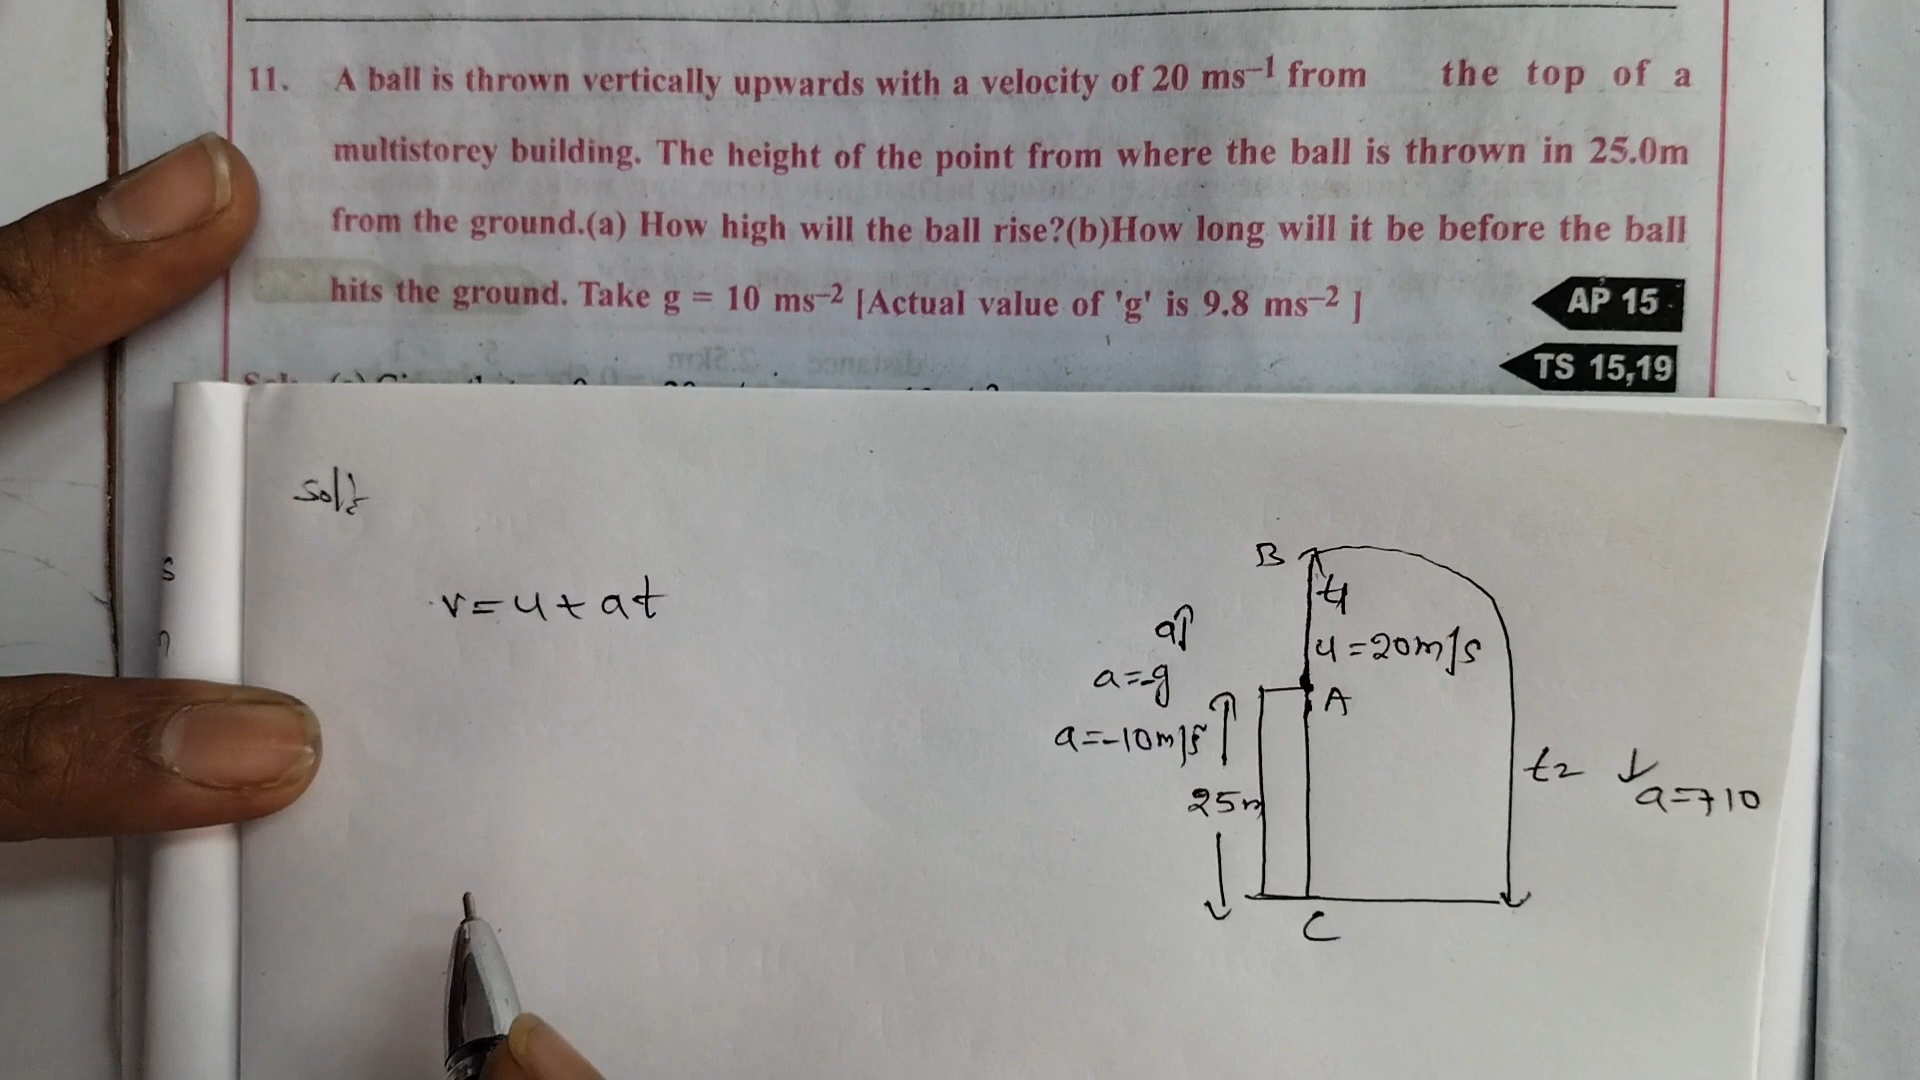 11. A ball is thrown vertically upwards with a velocity of 20 ms⁻¹ from the top of a
multistorey building. The height of the point from where the ball is thrown in 25.0m
from the ground.(a) How high will the ball rise?(b)How long will it be before the ball
hits the ground. Take g = 10 ms⁻² [Actual value of 'g' is 9.8 ms⁻² ]
AP 15
TS 15,19
Sol:
v=u+at
B
t1
a↑
u=20m/s
a=-g
A
a=-10m/s²
t2
25m
a=+10
C